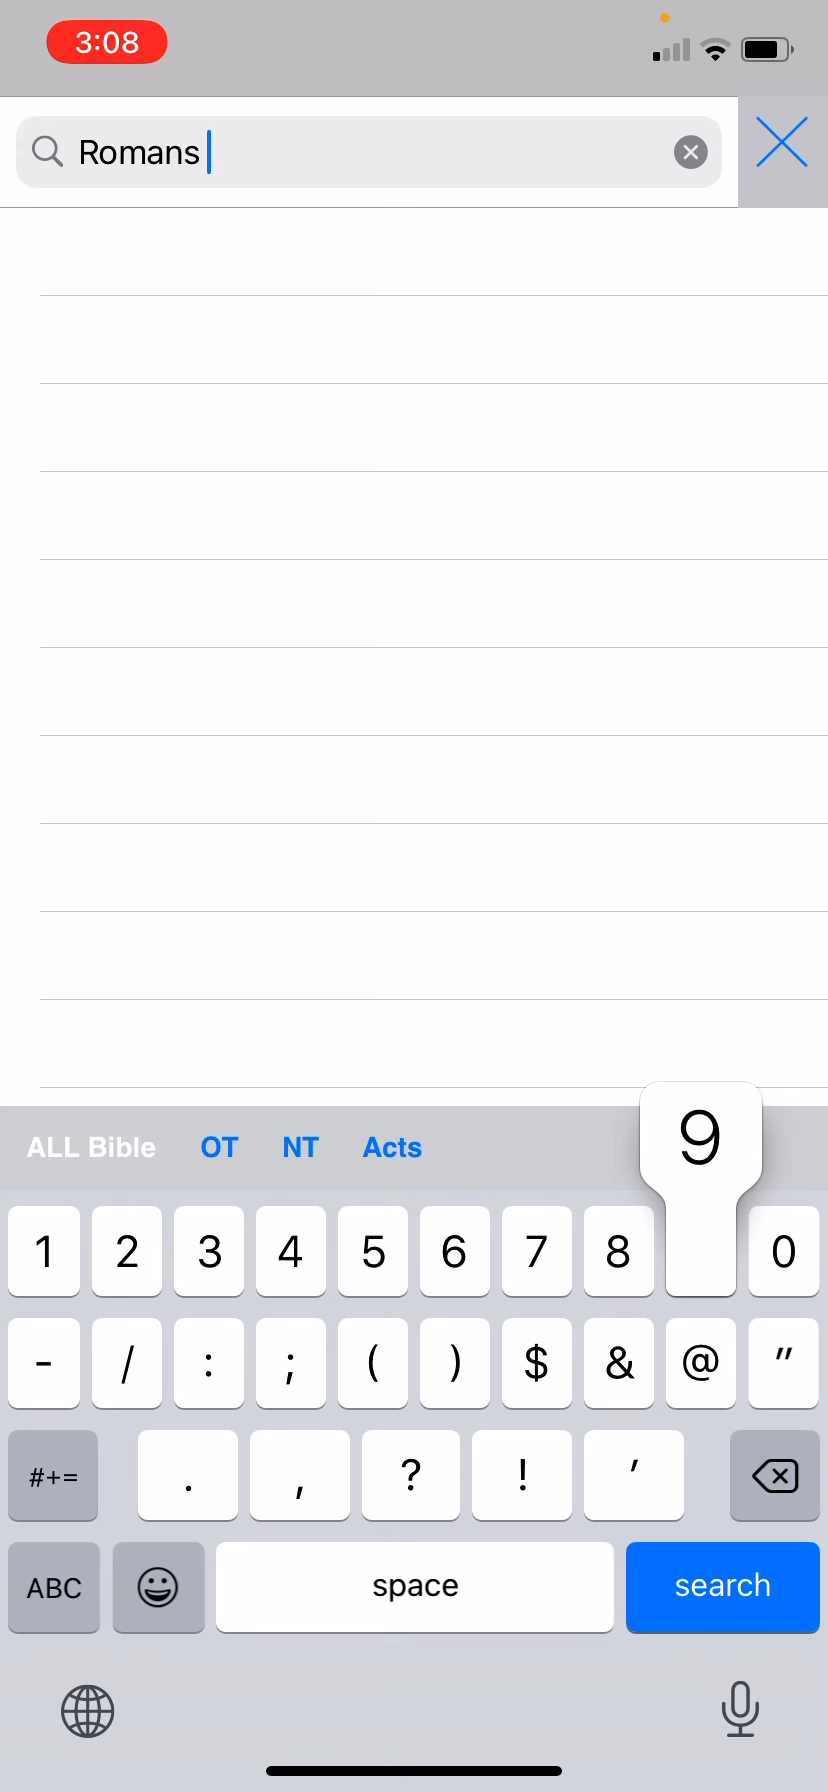 3:08
Romans
ALL Bible OT NT Acts
9
1 2 3 4 5 6 7 8 0
- / : ; ( ) $ & @ "
#+= . , ? ! '
ABC space search